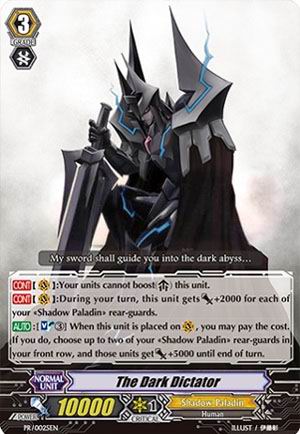 3
GRADE
My sword shall guide you into the dark abyss...
CONT [ ]:Your units cannot boost( ) this unit.
CONT [ ]:During your turn, this unit gets +2000 for each of
your «Shadow Paladin» rear-guards.
AUTO :[ 3] When this unit is placed on , you may pay the cost.
If you do, choose up to two of your «Shadow Paladin» rear-guards in
your front row, and those units get +5000 until end of turn.
NORMAL
UNIT
The Dark Dictator
POWER
10000
1
CRITICAL
Shadow Paladin
Human
PR/0025EN
ILLUST / 伊藤彰